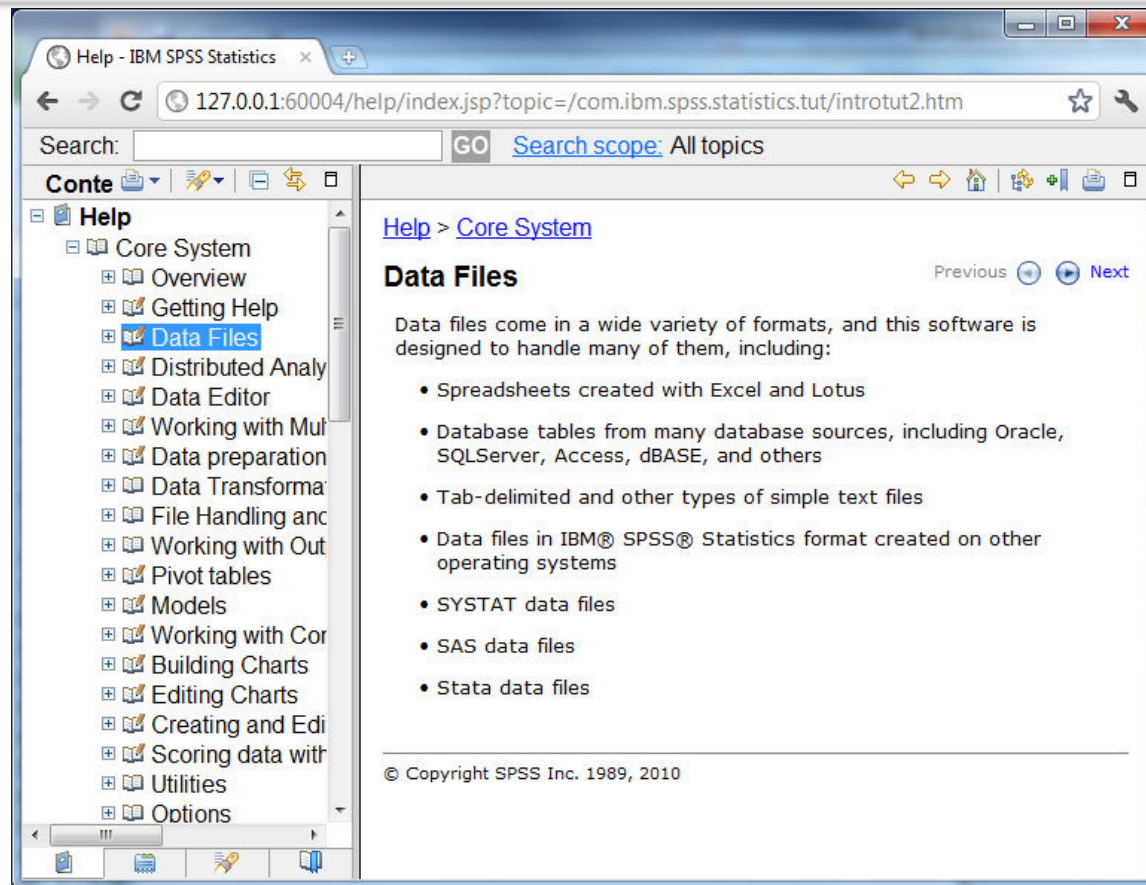 Help - IBM SPSS Statistics
127.0.0.1:60004/help/index.jsp?topic=/com.ibm.spss.statistics.tut/introtut2.htm
Search: GO Search scope: All topics
Conte
Help
Core System
Overview
Getting Help
Data Files
Distributed Analy
Data Editor
Working with Mul
Data preparation
Data Transforma
File Handling and
Working with Out
Pivot tables
Models
Working with Cor
Building Charts
Editing Charts
Creating and Edi
Scoring data with
Utilities
Options
Help > Core System
Data Files
Previous Next
Data files come in a wide variety of formats, and this software is
designed to handle many of them, including:
• Spreadsheets created with Excel and Lotus
• Database tables from many database sources, including Oracle,
SQLServer, Access, dBASE, and others
• Tab-delimited and other types of simple text files
• Data files in IBM® SPSS® Statistics format created on other
operating systems
• SYSTAT data files
• SAS data files
• Stata data files
© Copyright SPSS Inc. 1989, 2010